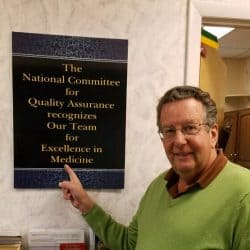 The
National Committee
for
Quality Assurance
recognizes
Our Team
for
Excellence in
Medicine